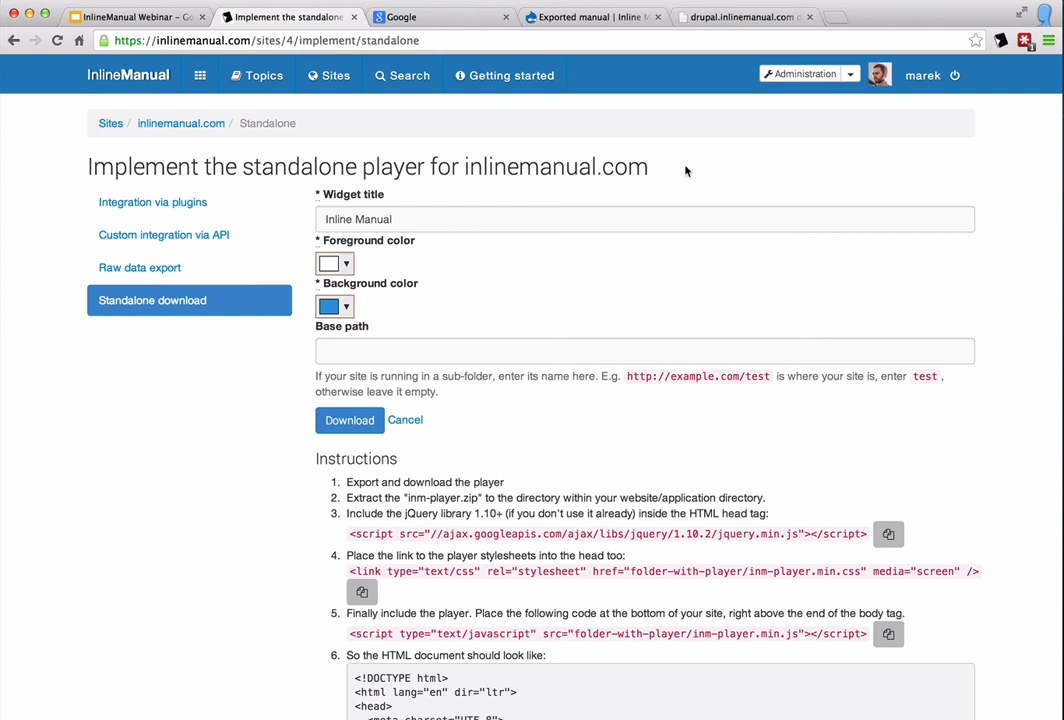 InlineManual Webinar – Go
Implement the standalone
Google
Exported manual | Inline M
drupal.inlinemanual.com d
https://inlinemanual.com/sites/4/implement/standalone
InlineManual
Topics
Sites
Search
Getting started
Administration
marek
Sites / inlinemanual.com / Standalone
Implement the standalone player for inlinemanual.com
Integration via plugins
Custom integration via API
Raw data export
Standalone download
* Widget title
Inline Manual
* Foreground color
* Background color
Base path
If your site is running in a sub-folder, enter its name here. E.g. http://example.com/test is where your site is, enter test ,
otherwise leave it empty.
Download Cancel
Instructions
1. Export and download the player
2. Extract the "inm-player.zip" to the directory within your website/application directory.
3. Include the jQuery library 1.10+ (if you don't use it already) inside the HTML head tag:
<script src="//ajax.googleapis.com/ajax/libs/jquery/1.10.2/jquery.min.js"></script>
4. Place the link to the player stylesheets into the head too:
<link type="text/css" rel="stylesheet" href="folder-with-player/inm-player.min.css" media="screen" />
5. Finally include the player. Place the following code at the bottom of your site, right above the end of the body tag.
<script type="text/javascript" src="folder-with-player/inm-player.min.js"></script>
6. So the HTML document should look like:
<!DOCTYPE html>
<html lang="en" dir="ltr">
<head>
<meta charset="UTF-8">